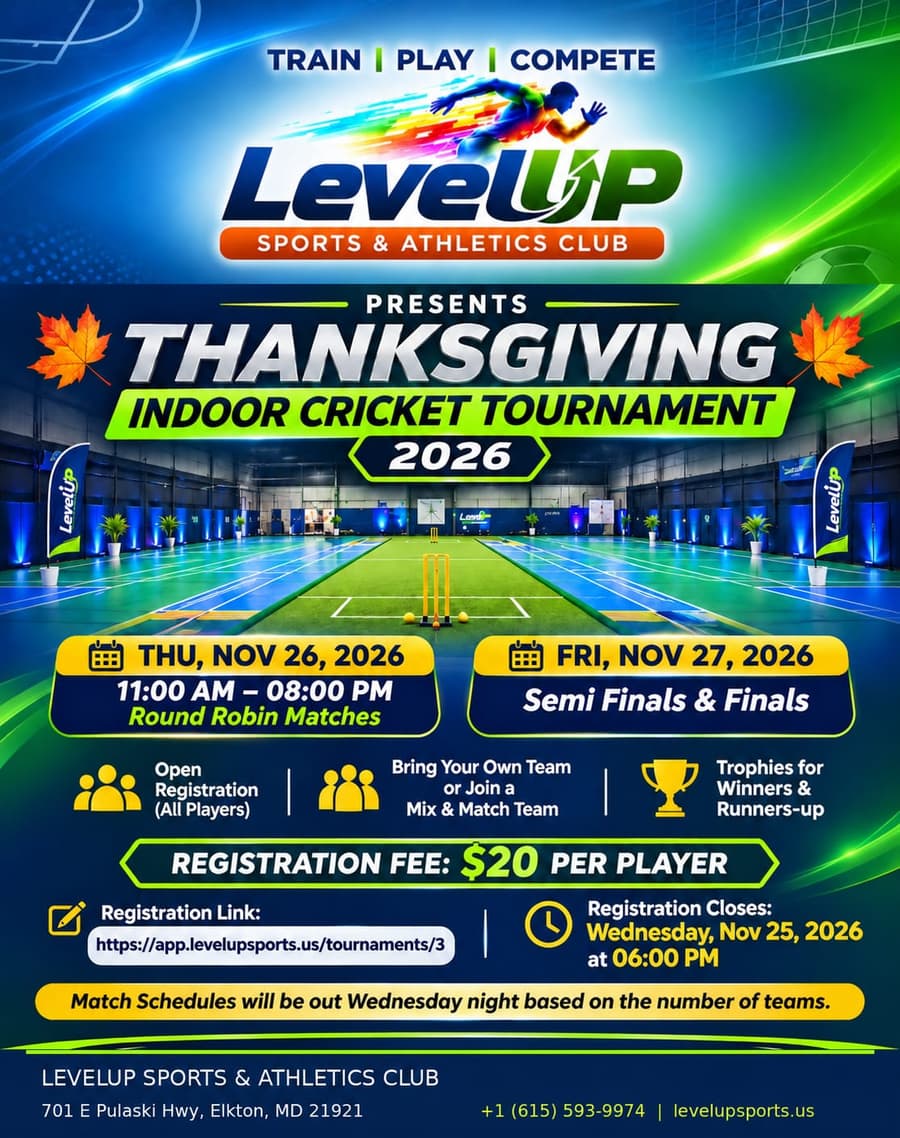 TRAIN | PLAY | COMPETE
LevelUP
SPORTS & ATHLETICS CLUB
PRESENTS
THANKSGIVING
INDOOR CRICKET TOURNAMENT
2026
LevelUP
LevelUP
THU, NOV 26, 2026
11:00 AM – 08:00 PM
Round Robin Matches
FRI, NOV 27, 2026
Semi Finals & Finals
Open
Registration
(All Players)
Bring Your Own Team
or Join a
Mix & Match Team
Trophies for
Winners &
Runners-up
REGISTRATION FEE: $20 PER PLAYER
Registration Link:
https://app.levelupsports.us/tournaments/3
Registration Closes:
Wednesday, Nov 25, 2026
at 06:00 PM
Match Schedules will be out Wednesday night based on the number of teams.
LEVELUP SPORTS & ATHLETICS CLUB
701 E Pulaski Hwy, Elkton, MD 21921
+1 (615) 593-9974 | levelupsports.us